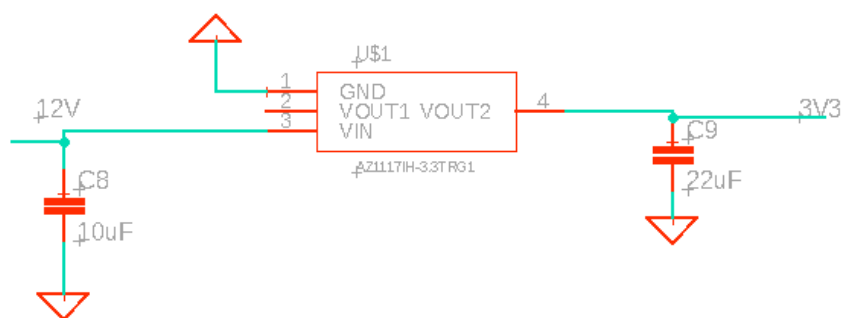 U$1
1
GND
2
VOUT1 VOUT2
4
3
VIN
12V
3V3
AZ1117IH-3.3TRG1
C9
22uF
C8
10uF